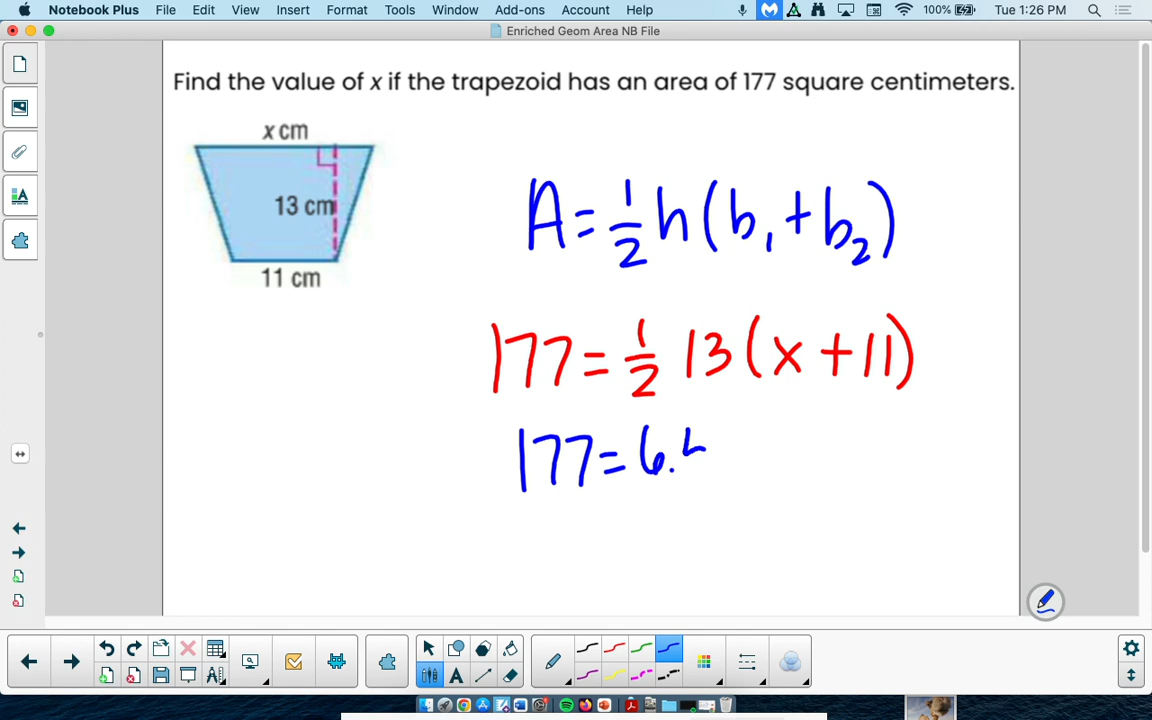 Notebook Plus File Edit View Insert Format Tools Window Add-ons Account Help 100% Tue 1:26 PM
Enriched Geom Area NB File
Find the value of x if the trapezoid has an area of 177 square centimeters.
x cm
13 cm
11 cm
A = 1/2 h (b₁ + b₂)
177 = 1/2 13 (x + 11)
177 = 6.